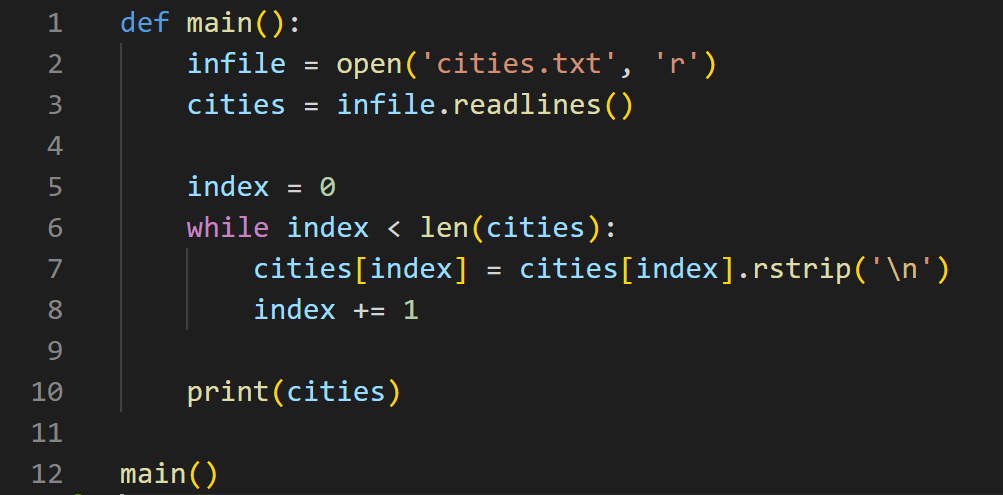 1 def main():
2     infile = open('cities.txt', 'r')
3     cities = infile.readlines()
4
5     index = 0
6     while index < len(cities):
7         cities[index] = cities[index].rstrip('\n')
8         index += 1
9
10     print(cities)
11
12 main()